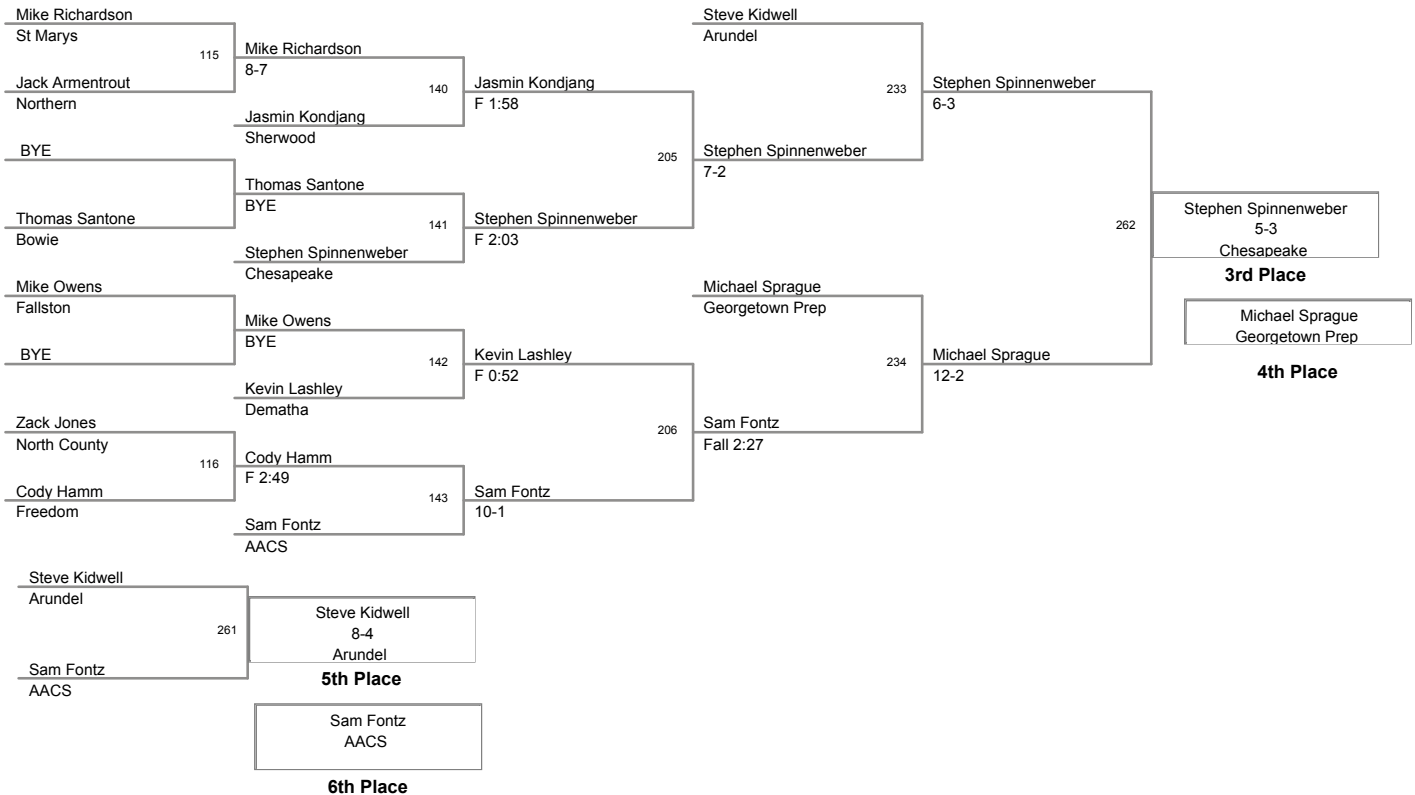 Mike Richardson
St Marys
115
Jack Armentrout
Northern
BYE
Thomas Santone
Bowie
Mike Owens
Fallston
BYE
Zack Jones
North County
116
Cody Hamm
Freedom
Mike Richardson
8-7
140
Jasmin Kondjang
Sherwood
Thomas Santone
BYE
141
Stephen Spinnenweber
Chesapeake
Mike Owens
BYE
142
Kevin Lashley
Dematha
Cody Hamm
F 2:49
143
Sam Fontz
AACS
Jasmin Kondjang
F 1:58
205
Stephen Spinnenweber
F 2:03
Kevin Lashley
F 0:52
206
Sam Fontz
10-1
Steve Kidwell
Arundel
233
Stephen Spinnenweber
7-2
Michael Sprague
Georgetown Prep
234
Sam Fontz
Fall 2:27
Stephen Spinnenweber
6-3
262
Michael Sprague
12-2
Stephen Spinnenweber
5-3
Chesapeake
3rd Place
Michael Sprague
Georgetown Prep
4th Place
Steve Kidwell
Arundel
261
Sam Fontz
AACS
Steve Kidwell
8-4
Arundel
5th Place
Sam Fontz
AACS
6th Place